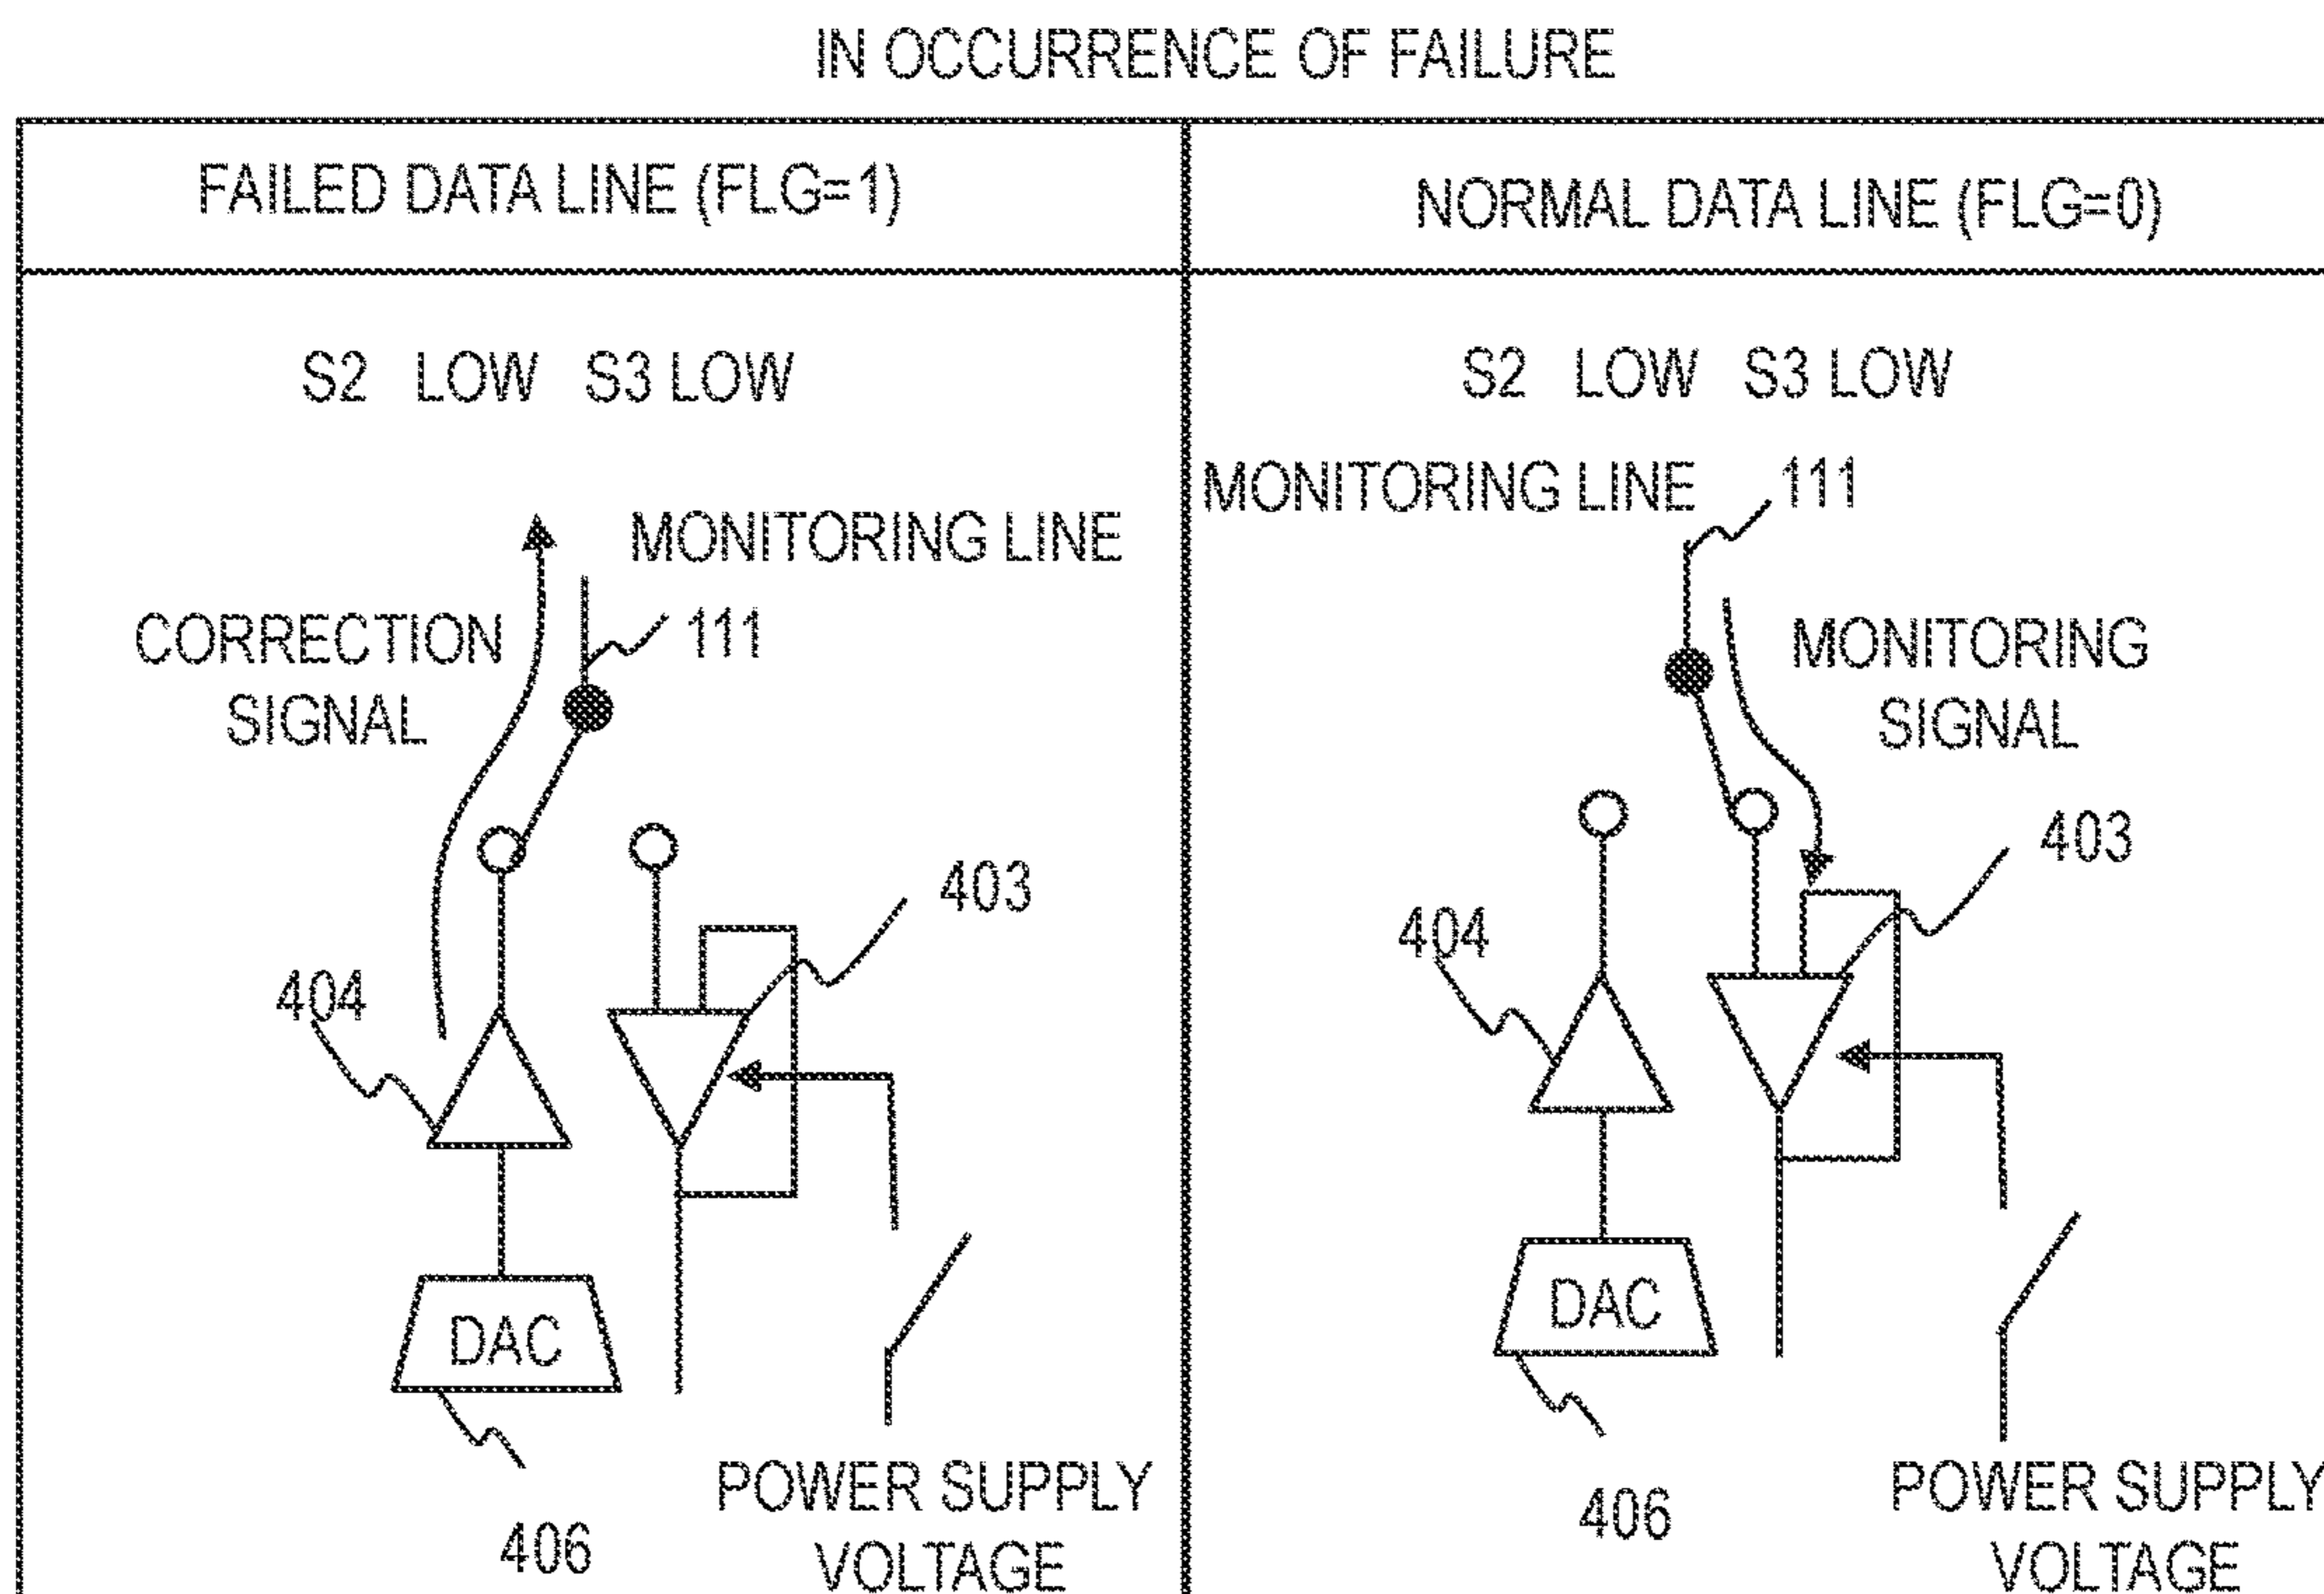 IN OCCURRENCE OF FAILURE
FAILED DATA LINE (FLG=1)
NORMAL DATA LINE (FLG=0)
S2 LOW S3 LOW
MONITORING LINE
111
CORRECTION
SIGNAL
403
404
DAC
406
POWER SUPPLY
VOLTAGE
S2 LOW S3 LOW
MONITORING LINE 111
MONITORING
SIGNAL
403
404
DAC
406
POWER SUPPLY
VOLTAGE